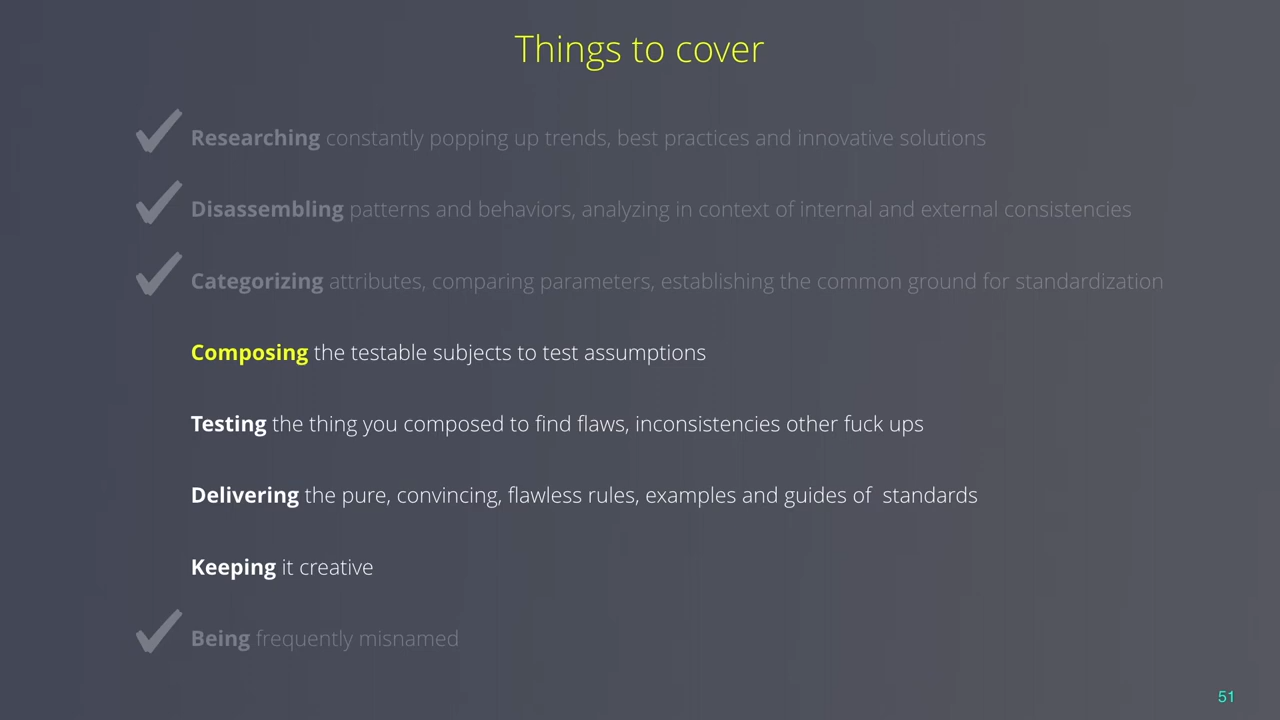 Things to cover
Researching constantly popping up trends, best practices and innovative solutions
Disassembling patterns and behaviors, analyzing in context of internal and external consistencies
Categorizing attributes, comparing parameters, establishing the common ground for standardization
Composing the testable subjects to test assumptions
Testing the thing you composed to find flaws, inconsistencies other fuck ups
Delivering the pure, convincing, flawless rules, examples and guides of  standards
Keeping it creative
Being frequently misnamed
51